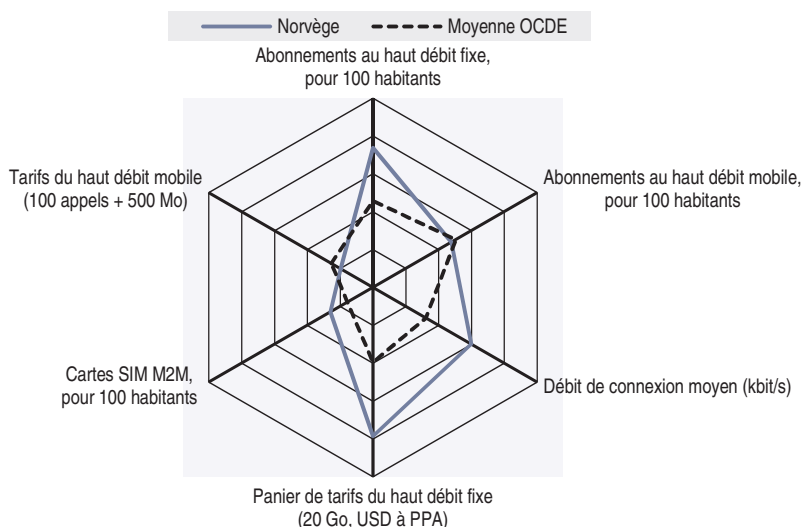 Norvège
Moyenne OCDE
Abonnements au haut débit fixe,
pour 100 habitants
Tarifs du haut débit mobile
(100 appels + 500 Mo)
Abonnements au haut débit mobile,
pour 100 habitants
Cartes SIM M2M,
pour 100 habitants
Débit de connexion moyen (kbit/s)
Panier de tarifs du haut débit fixe
(20 Go, USD à PPA)